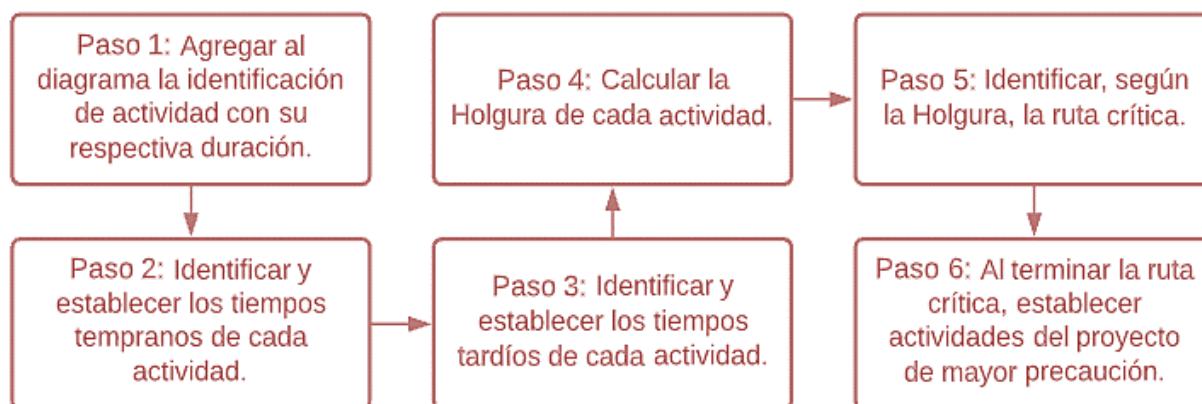 Paso 1: Agregar al
diagrama la identificación
de actividad con su
respectiva duración.
Paso 2: Identificar y
establecer los tiempos
tempranos de cada
actividad.
Paso 3: Identificar y
establecer los tiempos
tardíos de cada actividad.
Paso 4: Calcular la
Holgura de cada actividad.
Paso 5: Identificar, según
la Holgura, la ruta crítica.
Paso 6: Al terminar la ruta
crítica, establecer
actividades del proyecto
de mayor precaución.